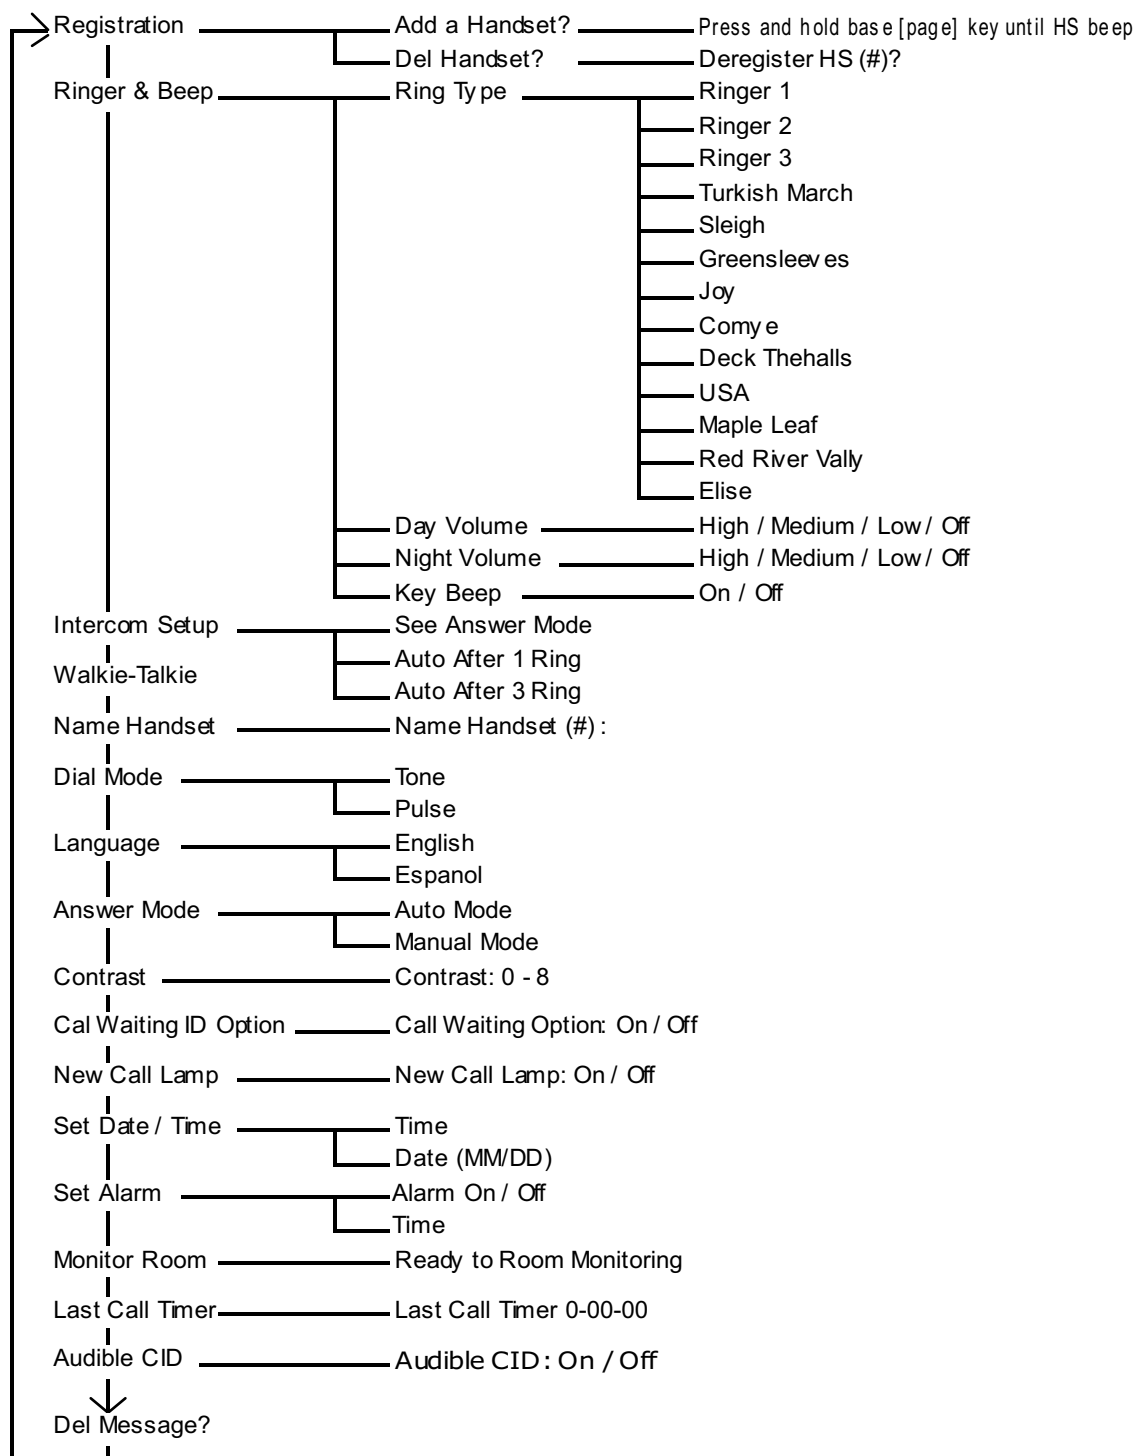 Registration Add a Handset? Press and hold base [page] key until HS beep
Del Handset? Deregister HS (#)?
Ringer & Beep Ring Type Ringer 1
Ringer 2
Ringer 3
Turkish March
Sleigh
Greensleeves
Joy
Comye
Deck Thehalls
USA
Maple Leaf
Red River Vally
Elise
Day Volume High / Medium / Low / Off
Night Volume High / Medium / Low / Off
Key Beep On / Off
Intercom Setup See Answer Mode
Auto After 1 Ring
Walkie-Talkie
Auto After 3 Ring
Name Handset Name Handset (#) :
Dial Mode Tone
Pulse
Language English
Espanol
Answer Mode Auto Mode
Manual Mode
Contrast Contrast: 0 - 8
Cal Waiting ID Option Call Waiting Option: On / Off
New Call Lamp New Call Lamp: On / Off
Set Date / Time Time
Date (MM/DD)
Set Alarm Alarm On / Off
Time
Monitor Room Ready to Room Monitoring
Last Call Timer Last Call Timer 0-00-00
Audible CID Audible CID : On / Off
Del Message?